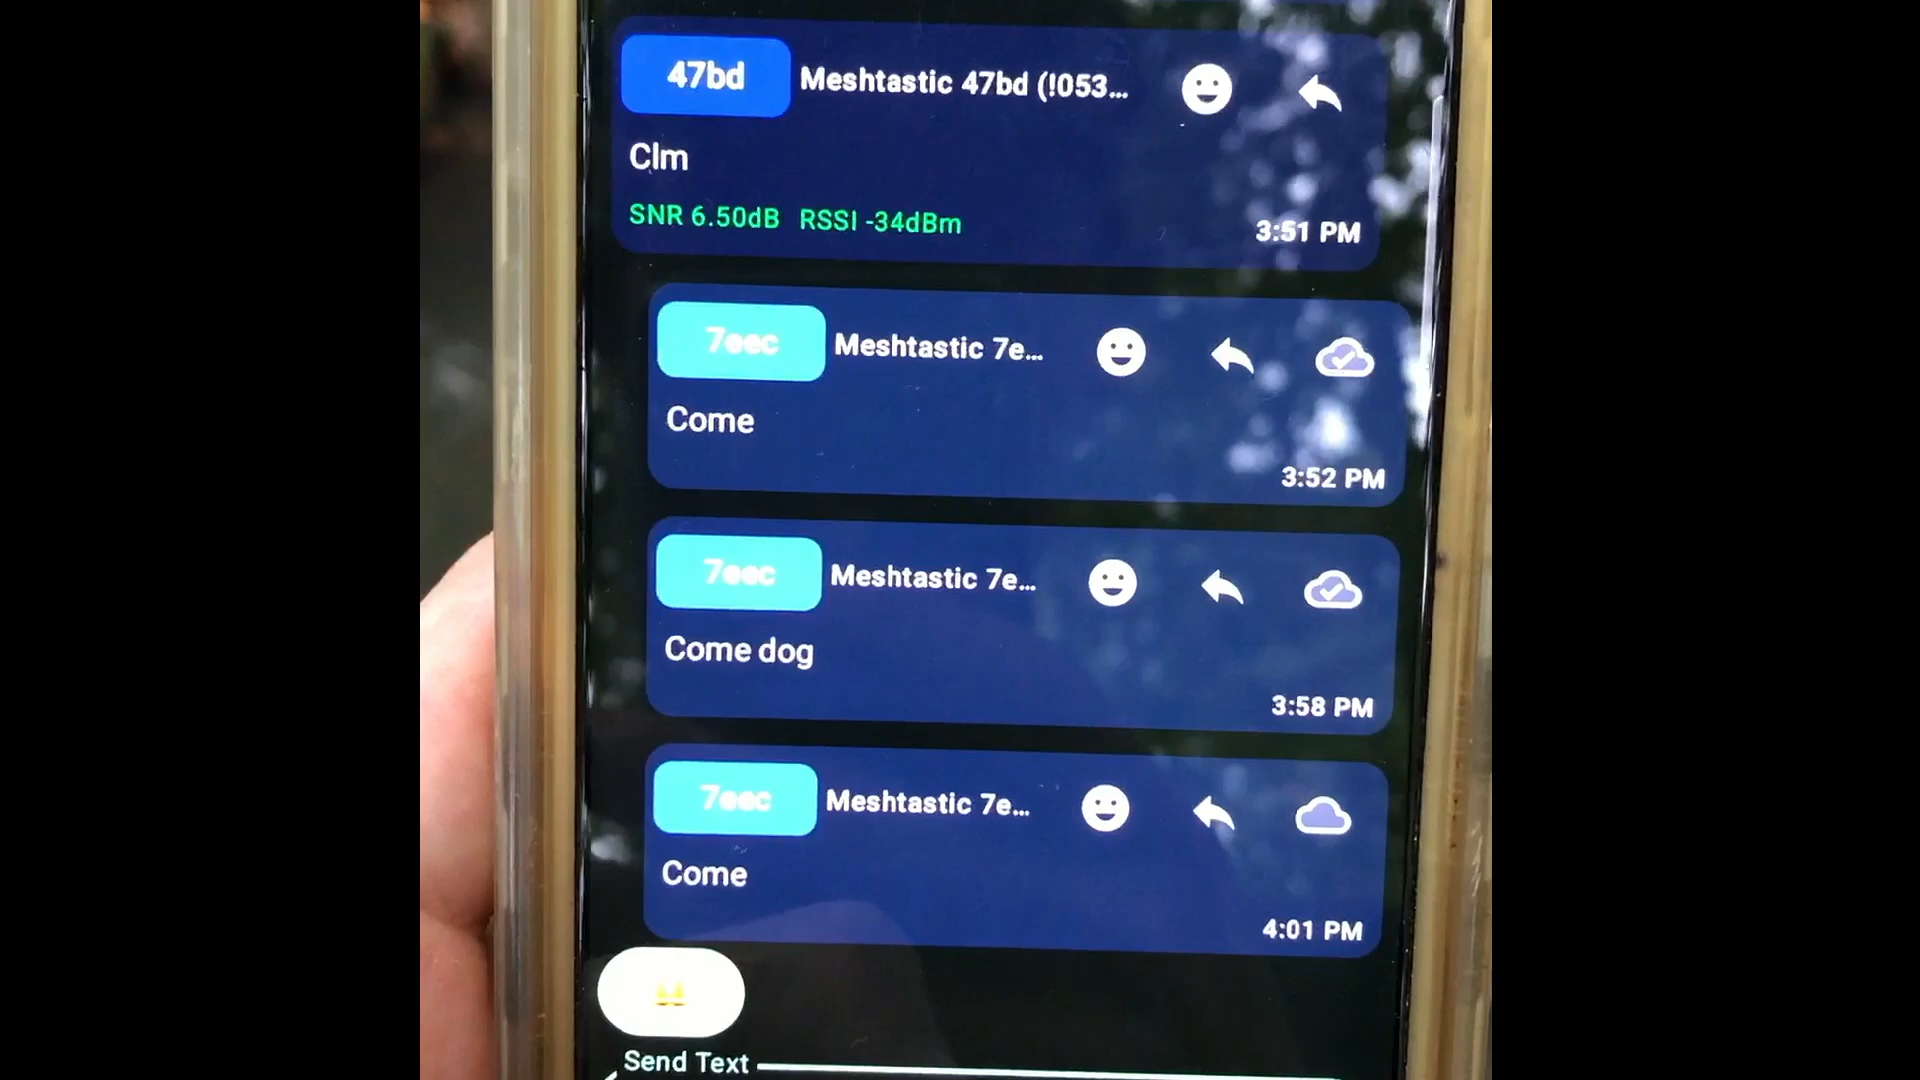 47bd Meshtastic 47bd (!053...
Clm
SNR 6.50dB RSSI -34dBm
3:51 PM
7eec Meshtastic 7e...
Come
3:52 PM
7eec Meshtastic 7e...
Come dog
3:58 PM
7eec Meshtastic 7e...
Come
4:01 PM
Send Text